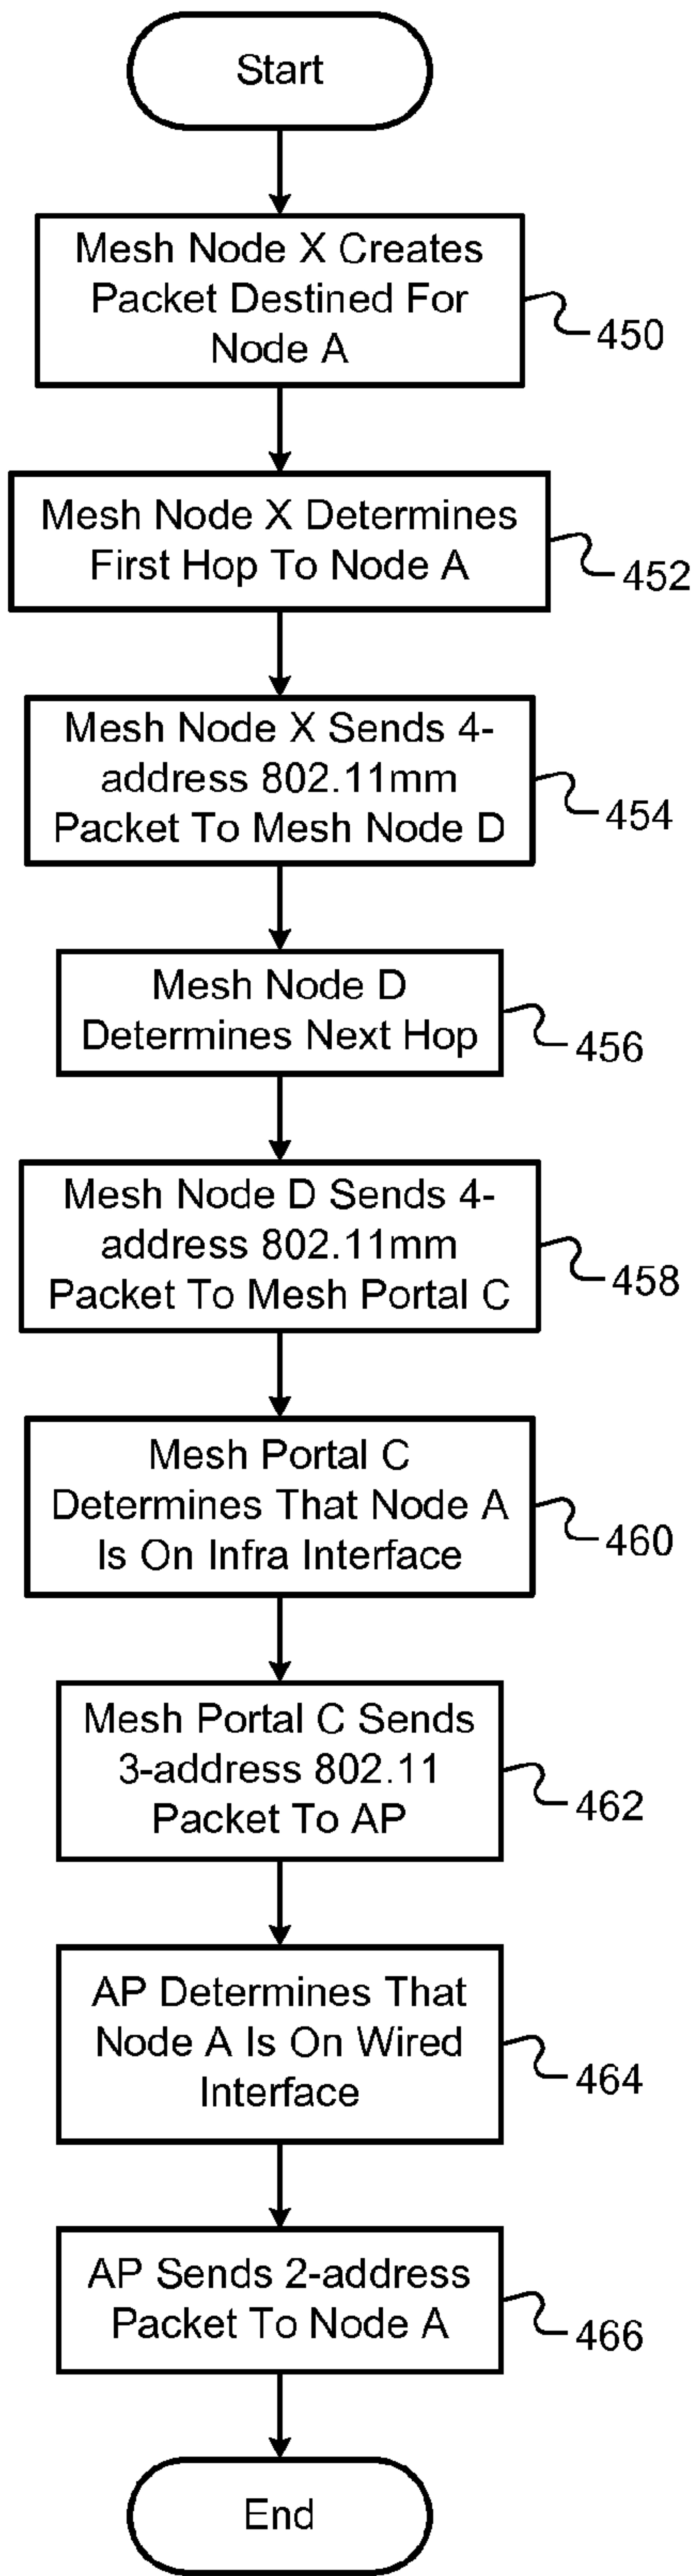 Start
Mesh Node X Creates
Packet Destined For
Node A
450
Mesh Node X Determines
First Hop To Node A
452
Mesh Node X Sends 4-
address 802.11mm
Packet To Mesh Node D
454
Mesh Node D
Determines Next Hop
456
Mesh Node D Sends 4-
address 802.11mm
Packet To Mesh Portal C
458
Mesh Portal C
Determines That Node A
Is On Infra Interface
460
Mesh Portal C Sends
3-address 802.11
Packet To AP
462
AP Determines That
Node A Is On Wired
Interface
464
AP Sends 2-address
Packet To Node A
466
End